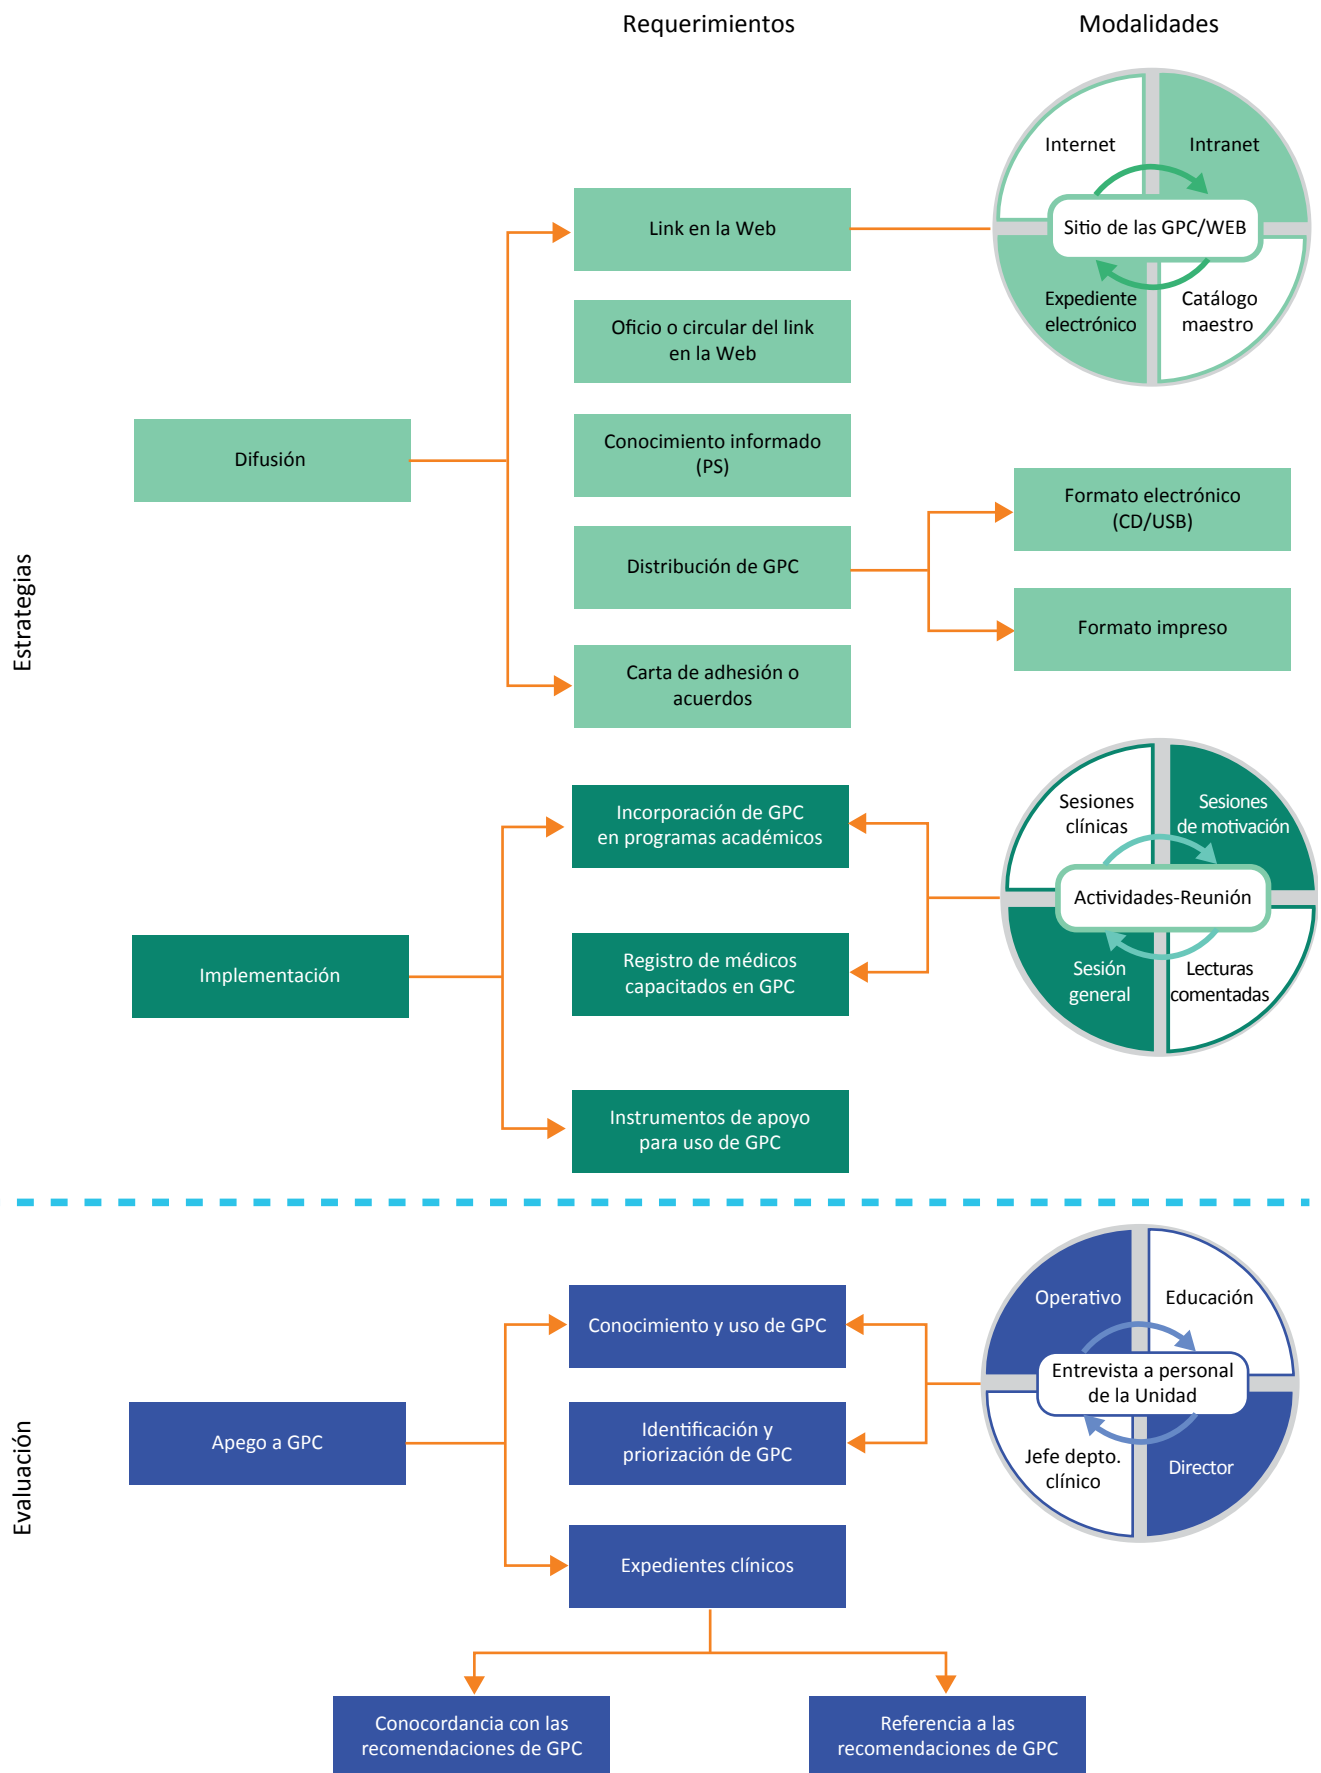 Requerimientos
Modalidades
Estrategias
Difusión
Link en la Web
Oficio o circular del link
en la Web
Conocimiento informado
(PS)
Distribución de GPC
Carta de adhesión o
acuerdos
Internet
Intranet
Sitio de las GPC/WEB
Expediente
electrónico
Catálogo
maestro
Formato electrónico
(CD/USB)
Formato impreso
Implementación
Incorporación de GPC
en programas académicos
Registro de médicos
capacitados en GPC
Instrumentos de apoyo
para uso de GPC
Sesiones
clínicas
Sesiones
de motivación
Actividades-Reunión
Sesión
general
Lecturas
comentadas
Evaluación
Apego a GPC
Conocimiento y uso de GPC
Identificación y
priorización de GPC
Expedientes clínicos
Operativo
Educación
Entrevista a personal
de la Unidad
Jefe depto.
clínico
Director
Conocordancia con las
recomendaciones de GPC
Referencia a las
recomendaciones de GPC